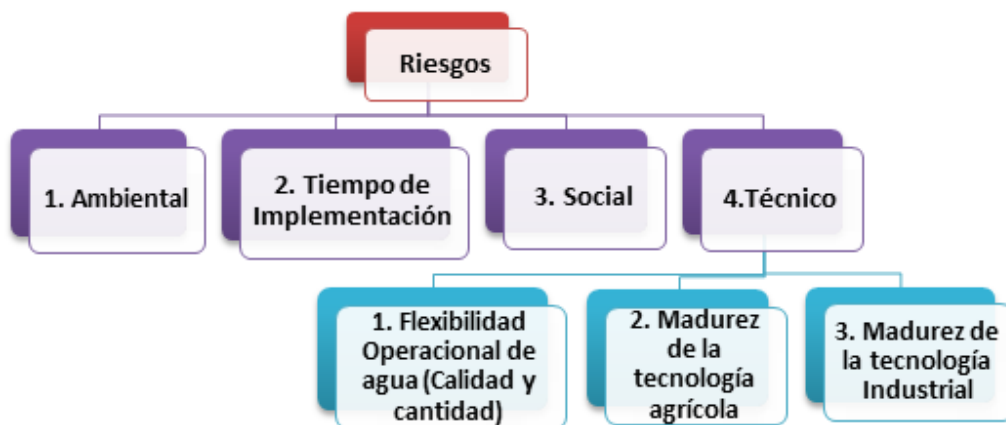 Riesgos
1. Ambiental
2. Tiempo de
Implementación
3. Social
4.Técnico
1. Flexibilidad
Operacional de
agua (Calidad y
cantidad)
2. Madurez
de la
tecnología
agrícola
3. Madurez de
la tecnología
Industrial